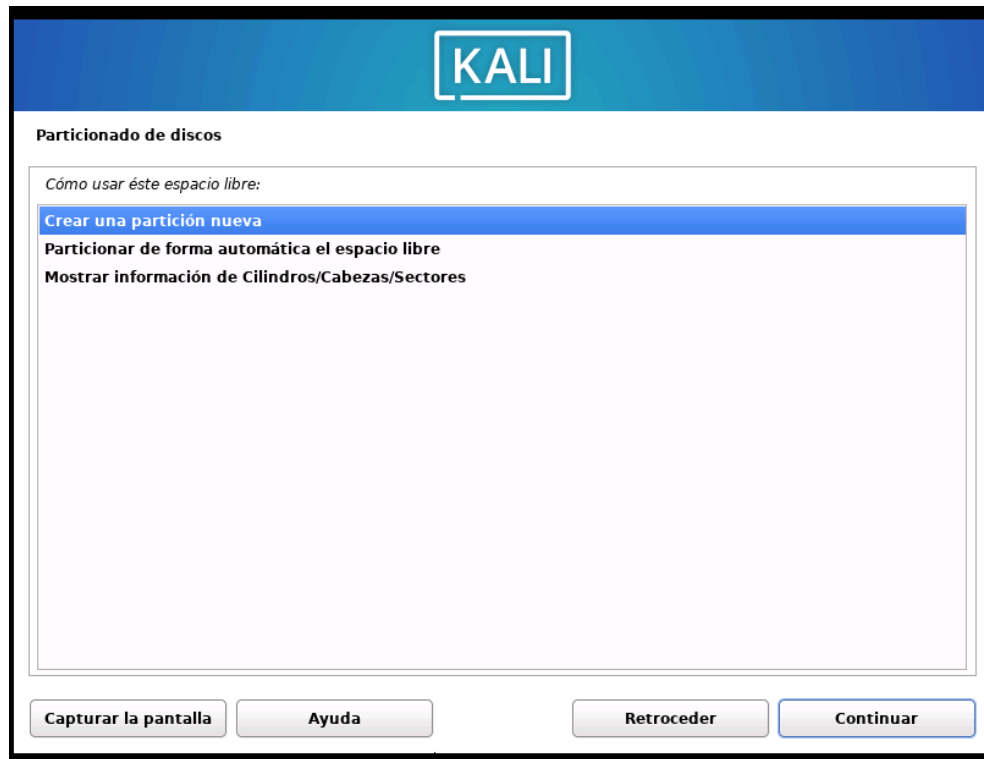 KALI
Particionado de discos
Cómo usar éste espacio libre:
Crear una partición nueva
Particionar de forma automática el espacio libre
Mostrar información de Cilindros/Cabezas/Sectores
Capturar la pantalla
Ayuda
Retroceder
Continuar